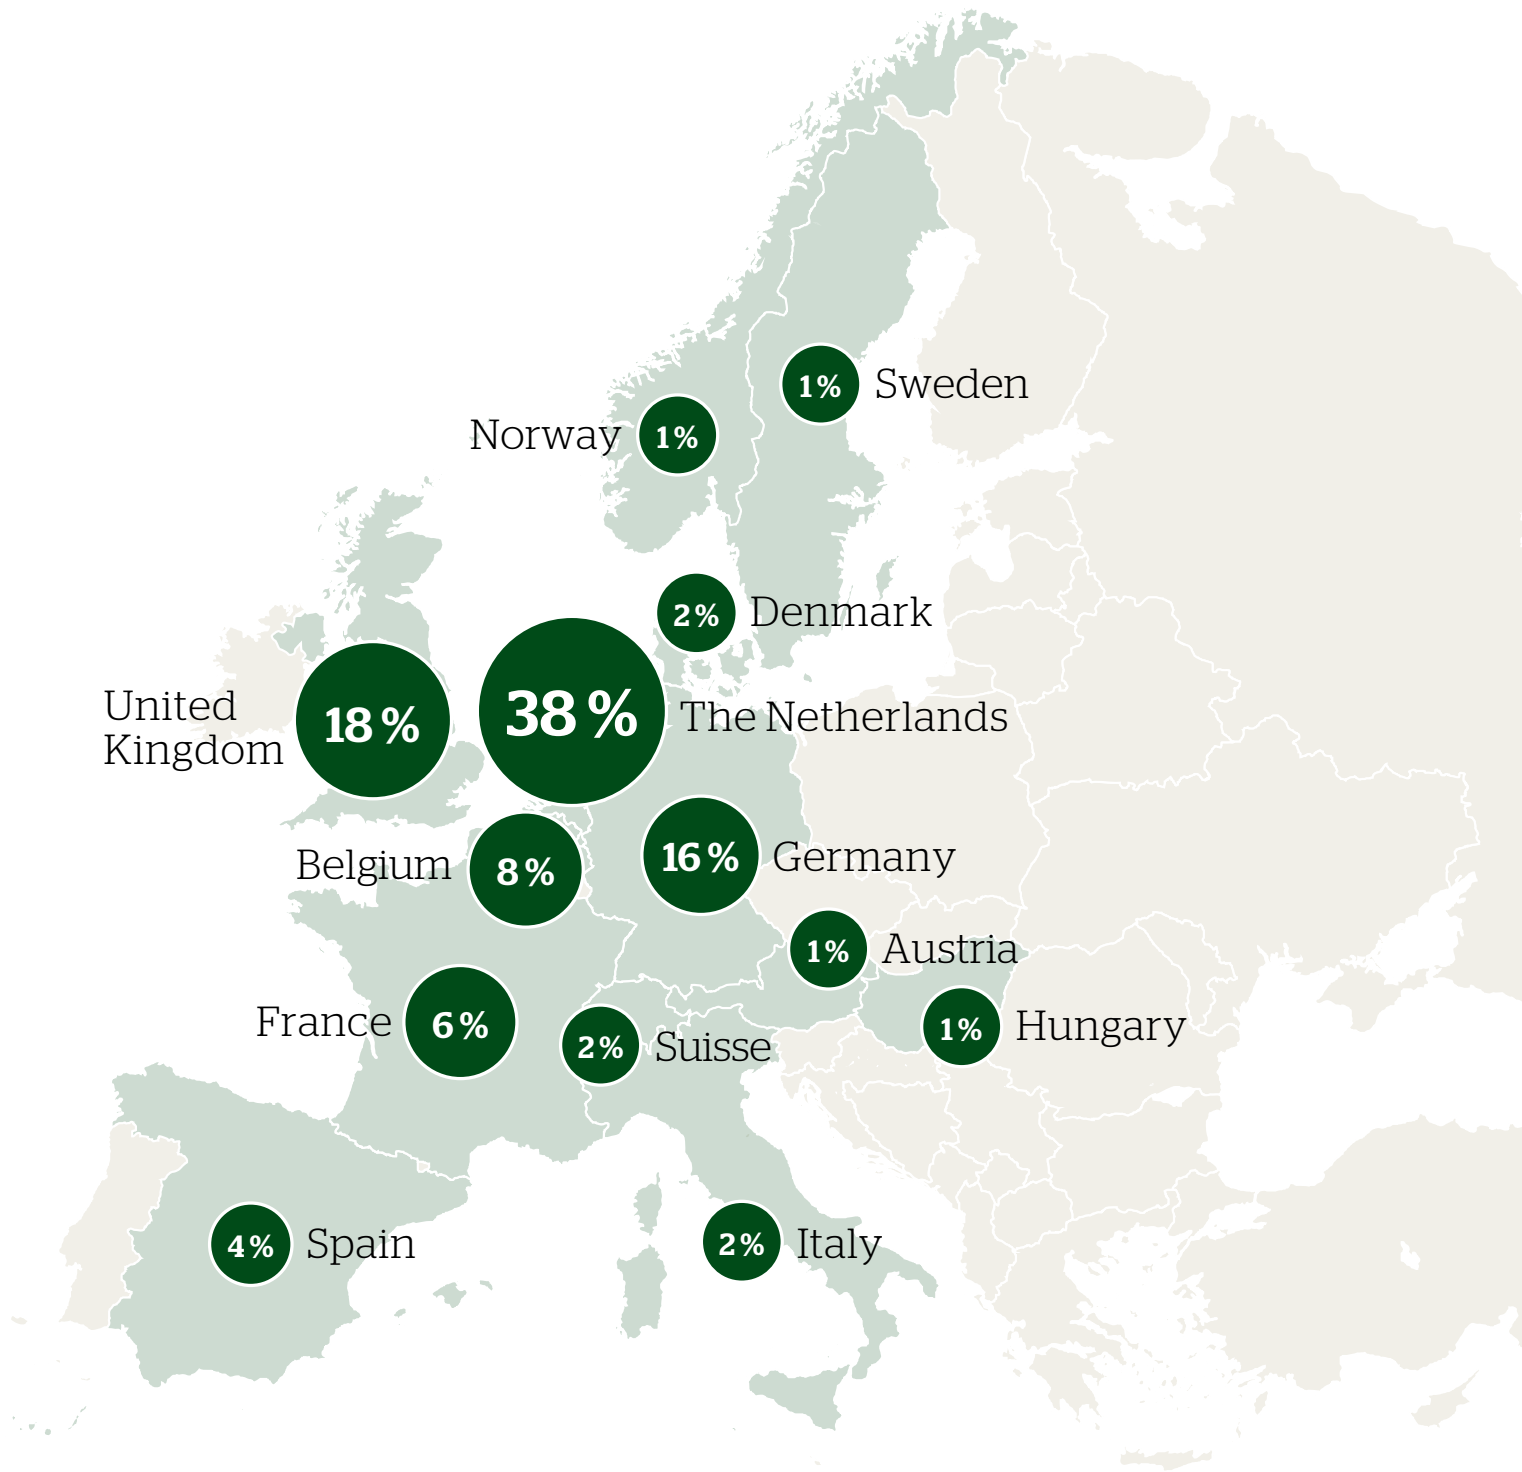 1%
Sweden
Norway
1%
2%
Denmark
United
Kingdom
18 %
38 %
The Netherlands
Belgium
8 %
16 %
Germany
1%
Austria
France
6 %
2%
Suisse
1%
Hungary
4%
Spain
2%
Italy